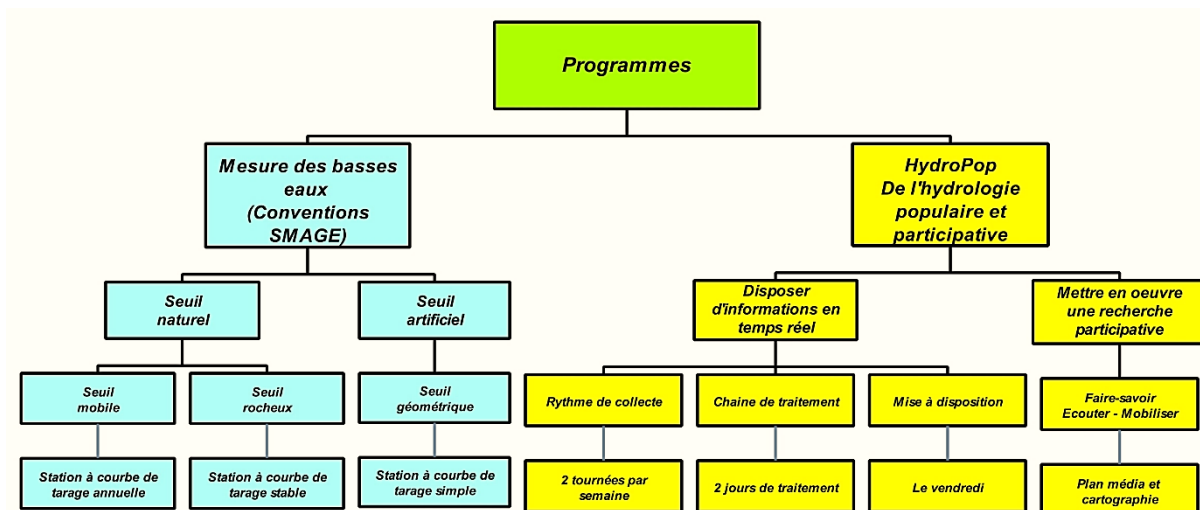 Programmes
Mesure des basses
eaux
(Conventions
SMAGE)
HydroPop
De l'hydrologie
populaire et
participative
Seuil
naturel
Seuil
artificiel
Disposer
d'informations en
temps réel
Mettre en oeuvre
une recherche
participative
Seuil
mobile
Seuil
rocheux
Seuil
géométrique
Rythme de collecte
Chaine de traitement
Mise à disposition
Faire-savoir
Ecouter - Mobiliser
Station à courbe de
tarage annuelle
Station à courbe de
tarage stable
Station à courbe de
tarage simple
2 tournées par
semaine
2 jours de traitement
Le vendredi
Plan média et
cartographie